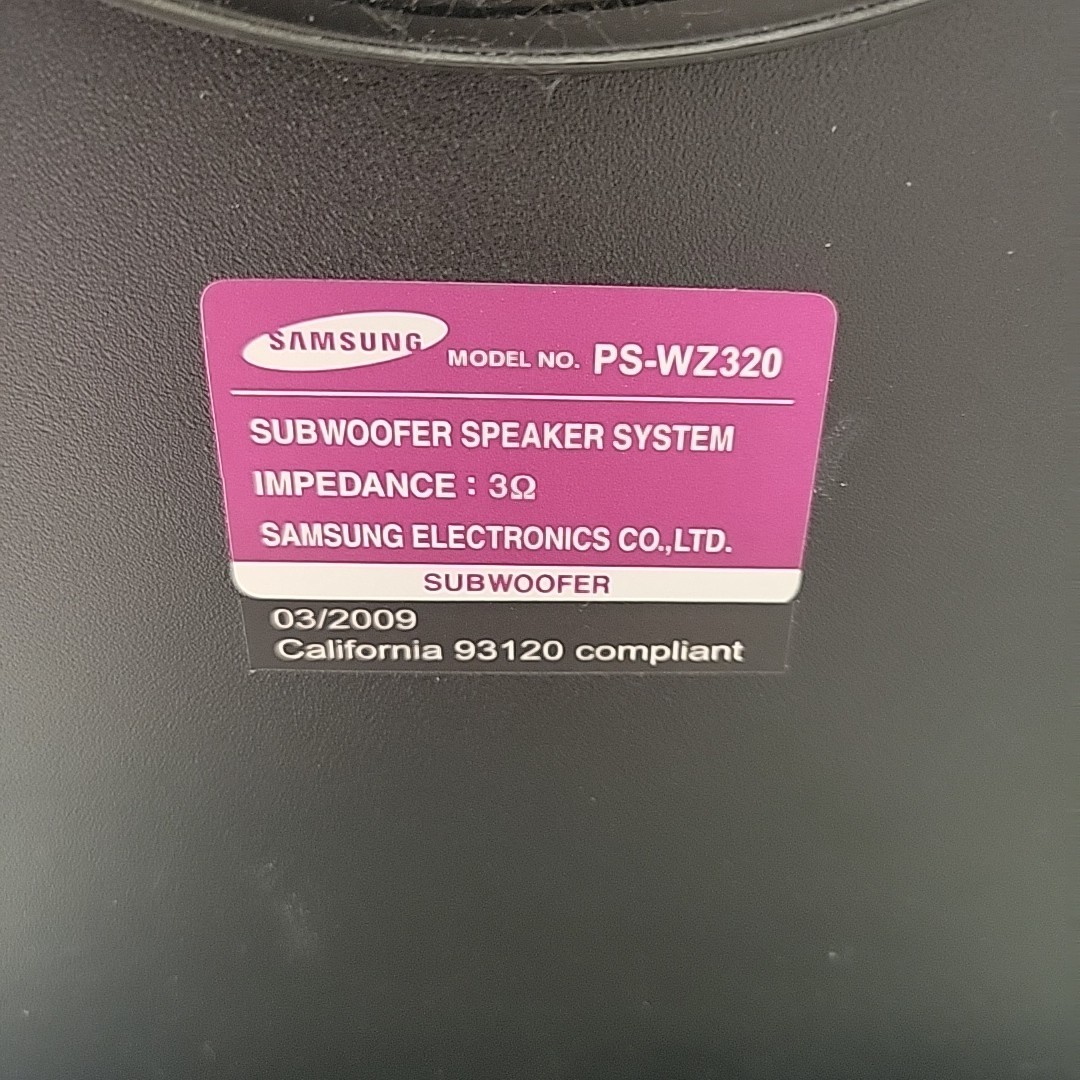 SAMSUNG MODEL NO. PS-WZ320
SUBWOOFER SPEAKER SYSTEM
IMPEDANCE : 3Ω
SAMSUNG ELECTRONICS CO.,LTD.
SUBWOOFER
03/2009
California 93120 compliant